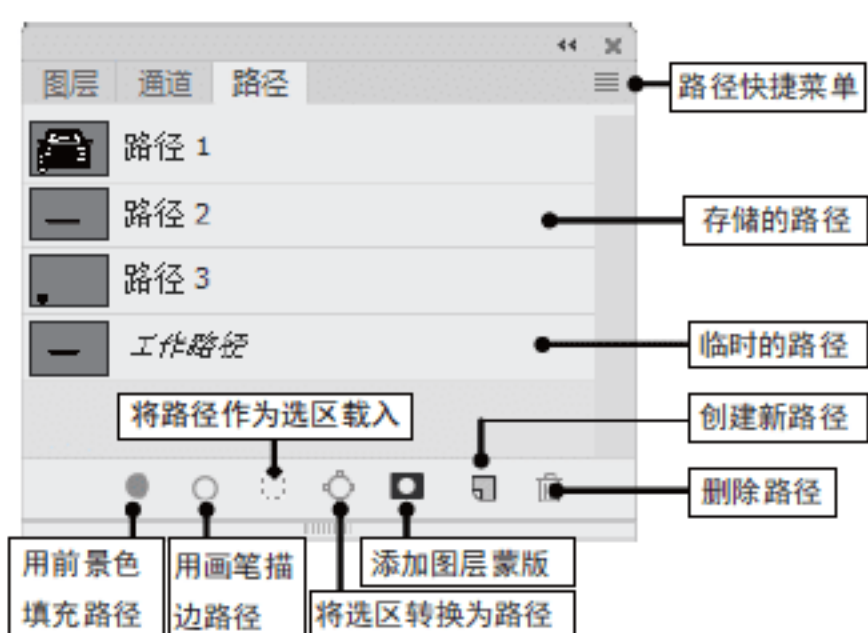 图层 通道 路径
路径快捷菜单
路径 1
路径 2
存储的路径
路径 3
工作路径
临时的路径
将路径作为选区载入
创建新路径
删除路径
用前景色
填充路径
用画笔描
边路径
添加图层蒙版
将选区转换为路径